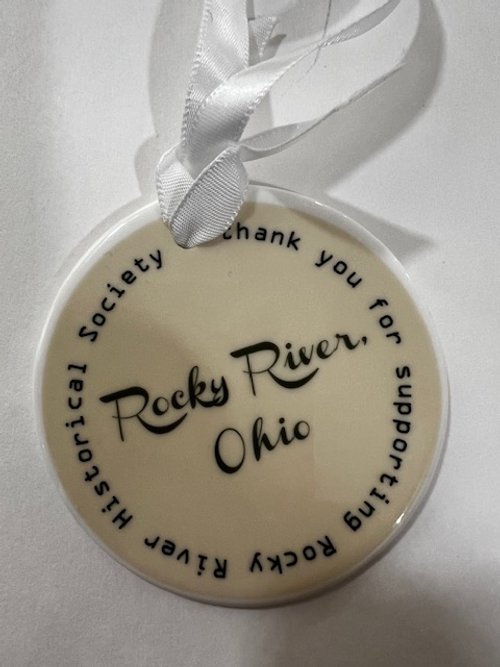 thank you for supporting Rocky River Historical Society
Rocky River,
Ohio